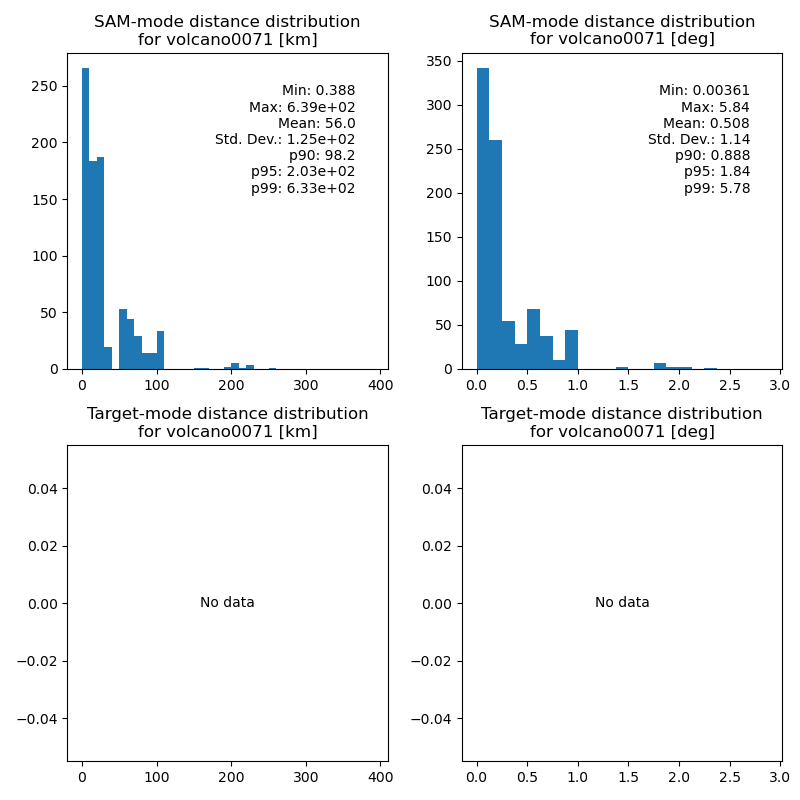 SAM-mode distance distribution
for volcano0071 [km]
Min: 0.388
Max: 6.39e+02
Mean: 56.0
Std. Dev.: 1.25e+02
p90: 98.2
p95: 2.03e+02
p99: 6.33e+02
250
200
150
100
50
0
0 100 200 300 400
SAM-mode distance distribution
for volcano0071 [deg]
Min: 0.00361
Max: 5.84
Mean: 0.508
Std. Dev.: 1.14
p90: 0.888
p95: 1.84
p99: 5.78
350
300
250
200
150
100
50
0
0.0 0.5 1.0 1.5 2.0 2.5 3.0
Target-mode distance distribution
for volcano0071 [km]
0.04
0.02
0.00
−0.02
−0.04
No data
0 100 200 300 400
Target-mode distance distribution
for volcano0071 [deg]
0.04
0.02
0.00
−0.02
−0.04
No data
0.0 0.5 1.0 1.5 2.0 2.5 3.0